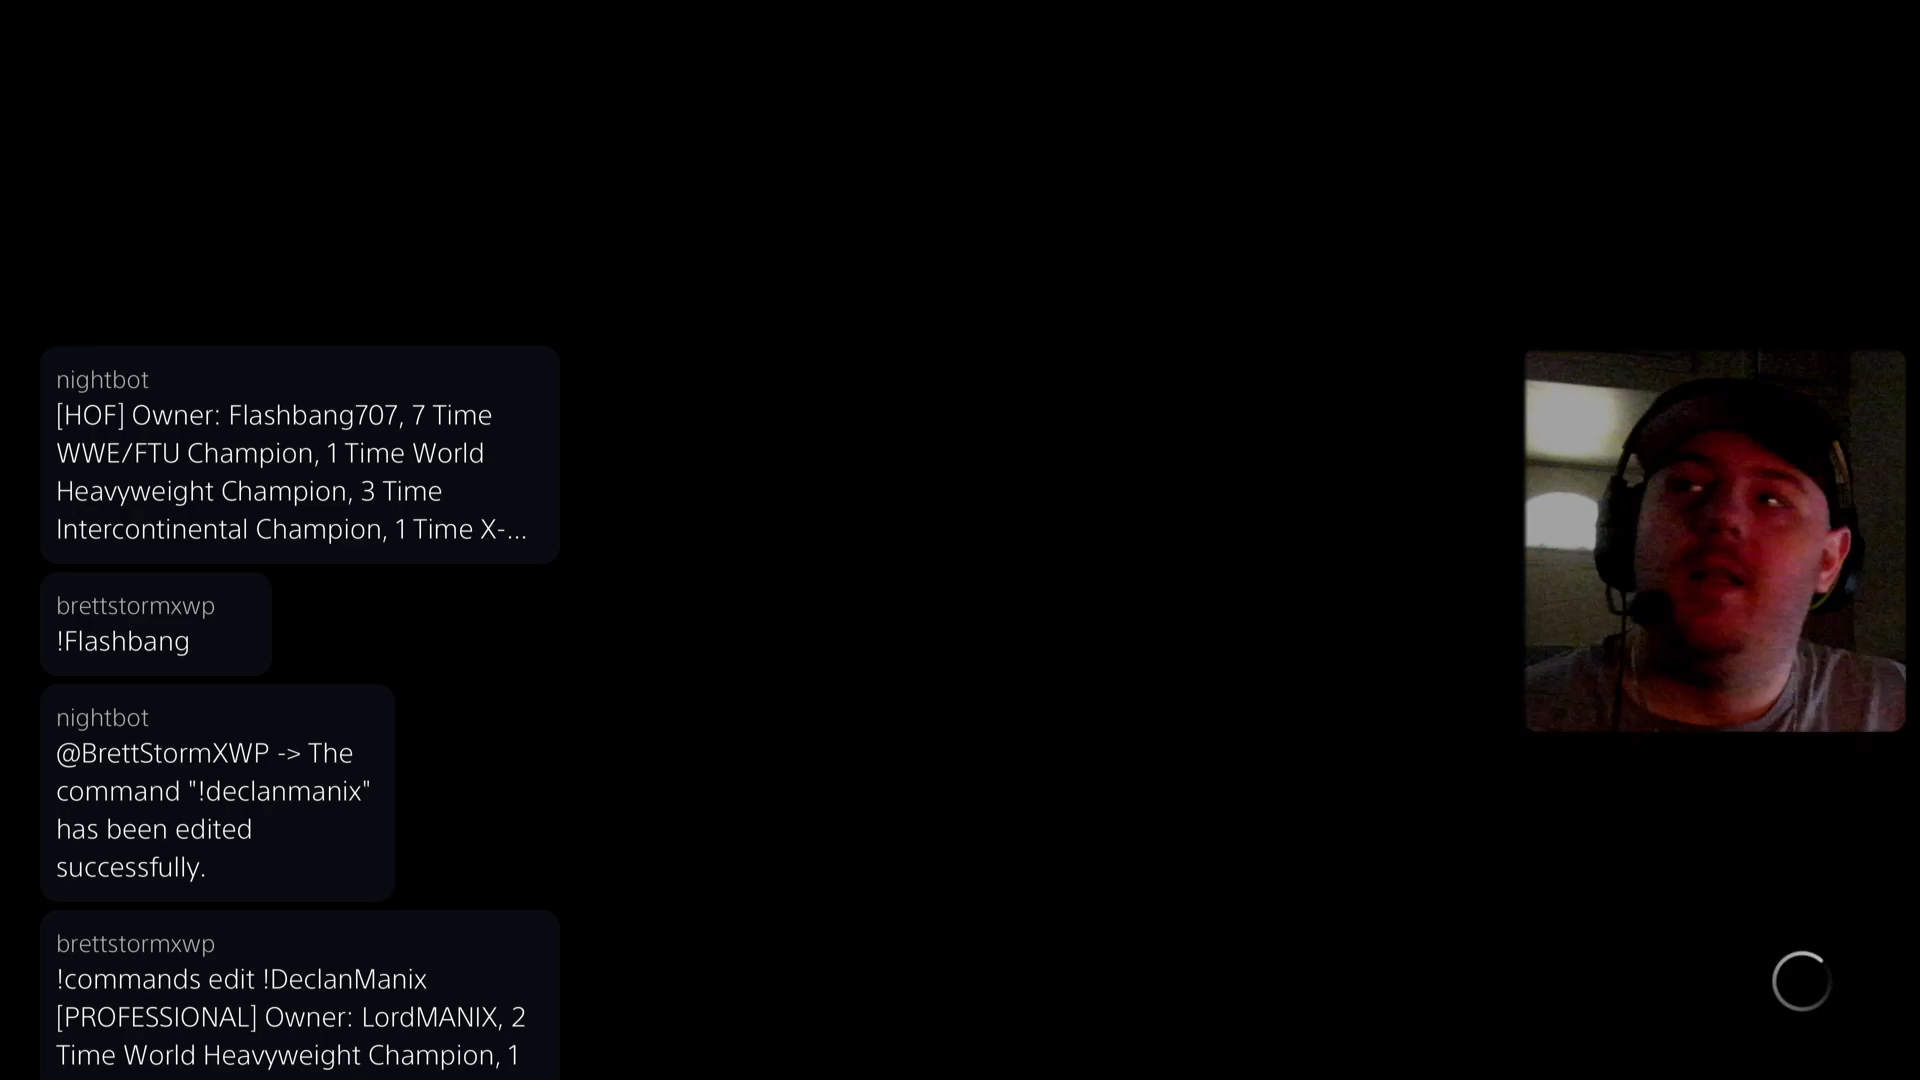 nightbot
[HOF] Owner: Flashbang707, 7 Time
WWE/FTU Champion, 1 Time World
Heavyweight Champion, 3 Time
Intercontinental Champion, 1 Time X-...
brettstormxwp
!Flashbang
nightbot
@BrettStormXWP -> The
command "!declanmanix"
has been edited
successfully.
brettstormxwp
!commands edit !DeclanManix
[PROFESSIONAL] Owner: LordMANIX, 2
Time World Heavyweight Champion, 1